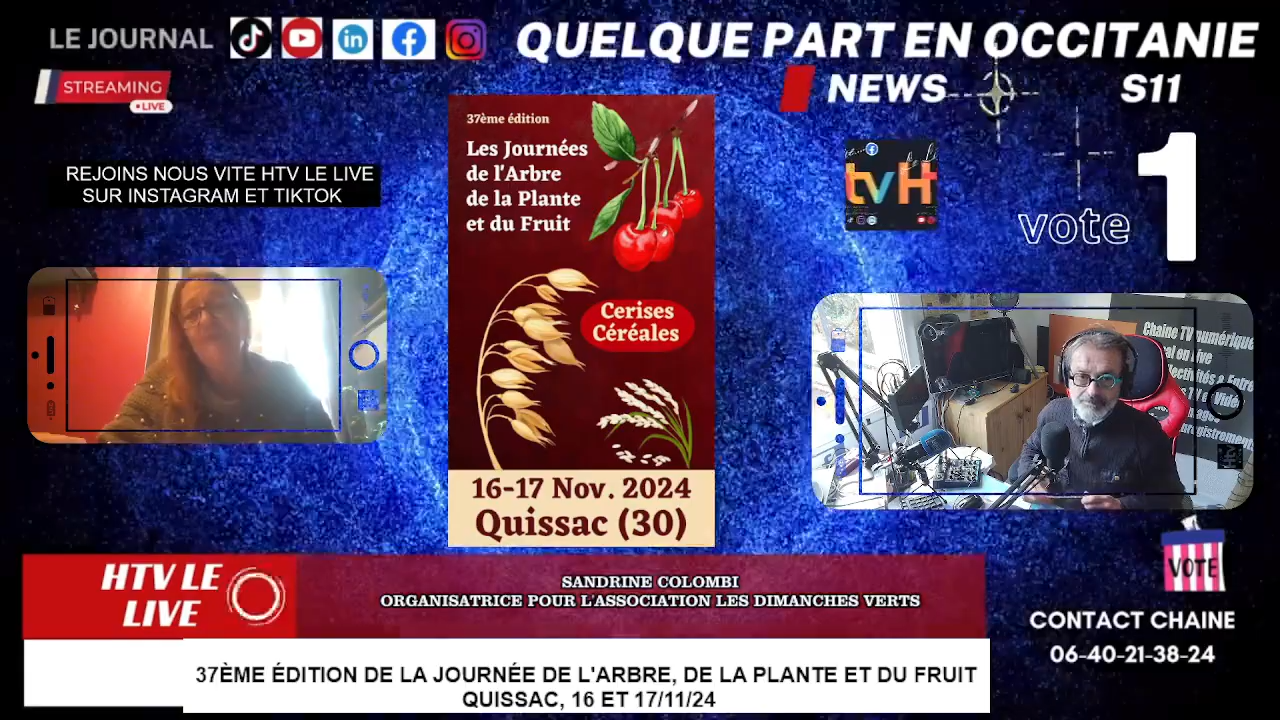 LE JOURNAL
QUELQUE PART EN OCCITANIE
STREAMING
LIVE
NEWS
S11
37ème édition
Les Journées
de l'Arbre
de la Plante
et du Fruit
REJOINS NOUS VITE HTV LE LIVE
SUR INSTAGRAM ET TIKTOK
tvH
vote
1
Cerises
Céréales
Chaine TV numérique
16-17 Nov. 2024
Quissac (30)
HTV LE
LIVE
SANDRINE COLOMBI
ORGANISATRICE POUR L'ASSOCIATION LES DIMANCHES VERTS
VOTE
CONTACT CHAINE
06-40-21-38-24
37ÈME ÉDITION DE LA JOURNÉE DE L'ARBRE, DE LA PLANTE ET DU FRUIT
QUISSAC, 16 ET 17/11/24